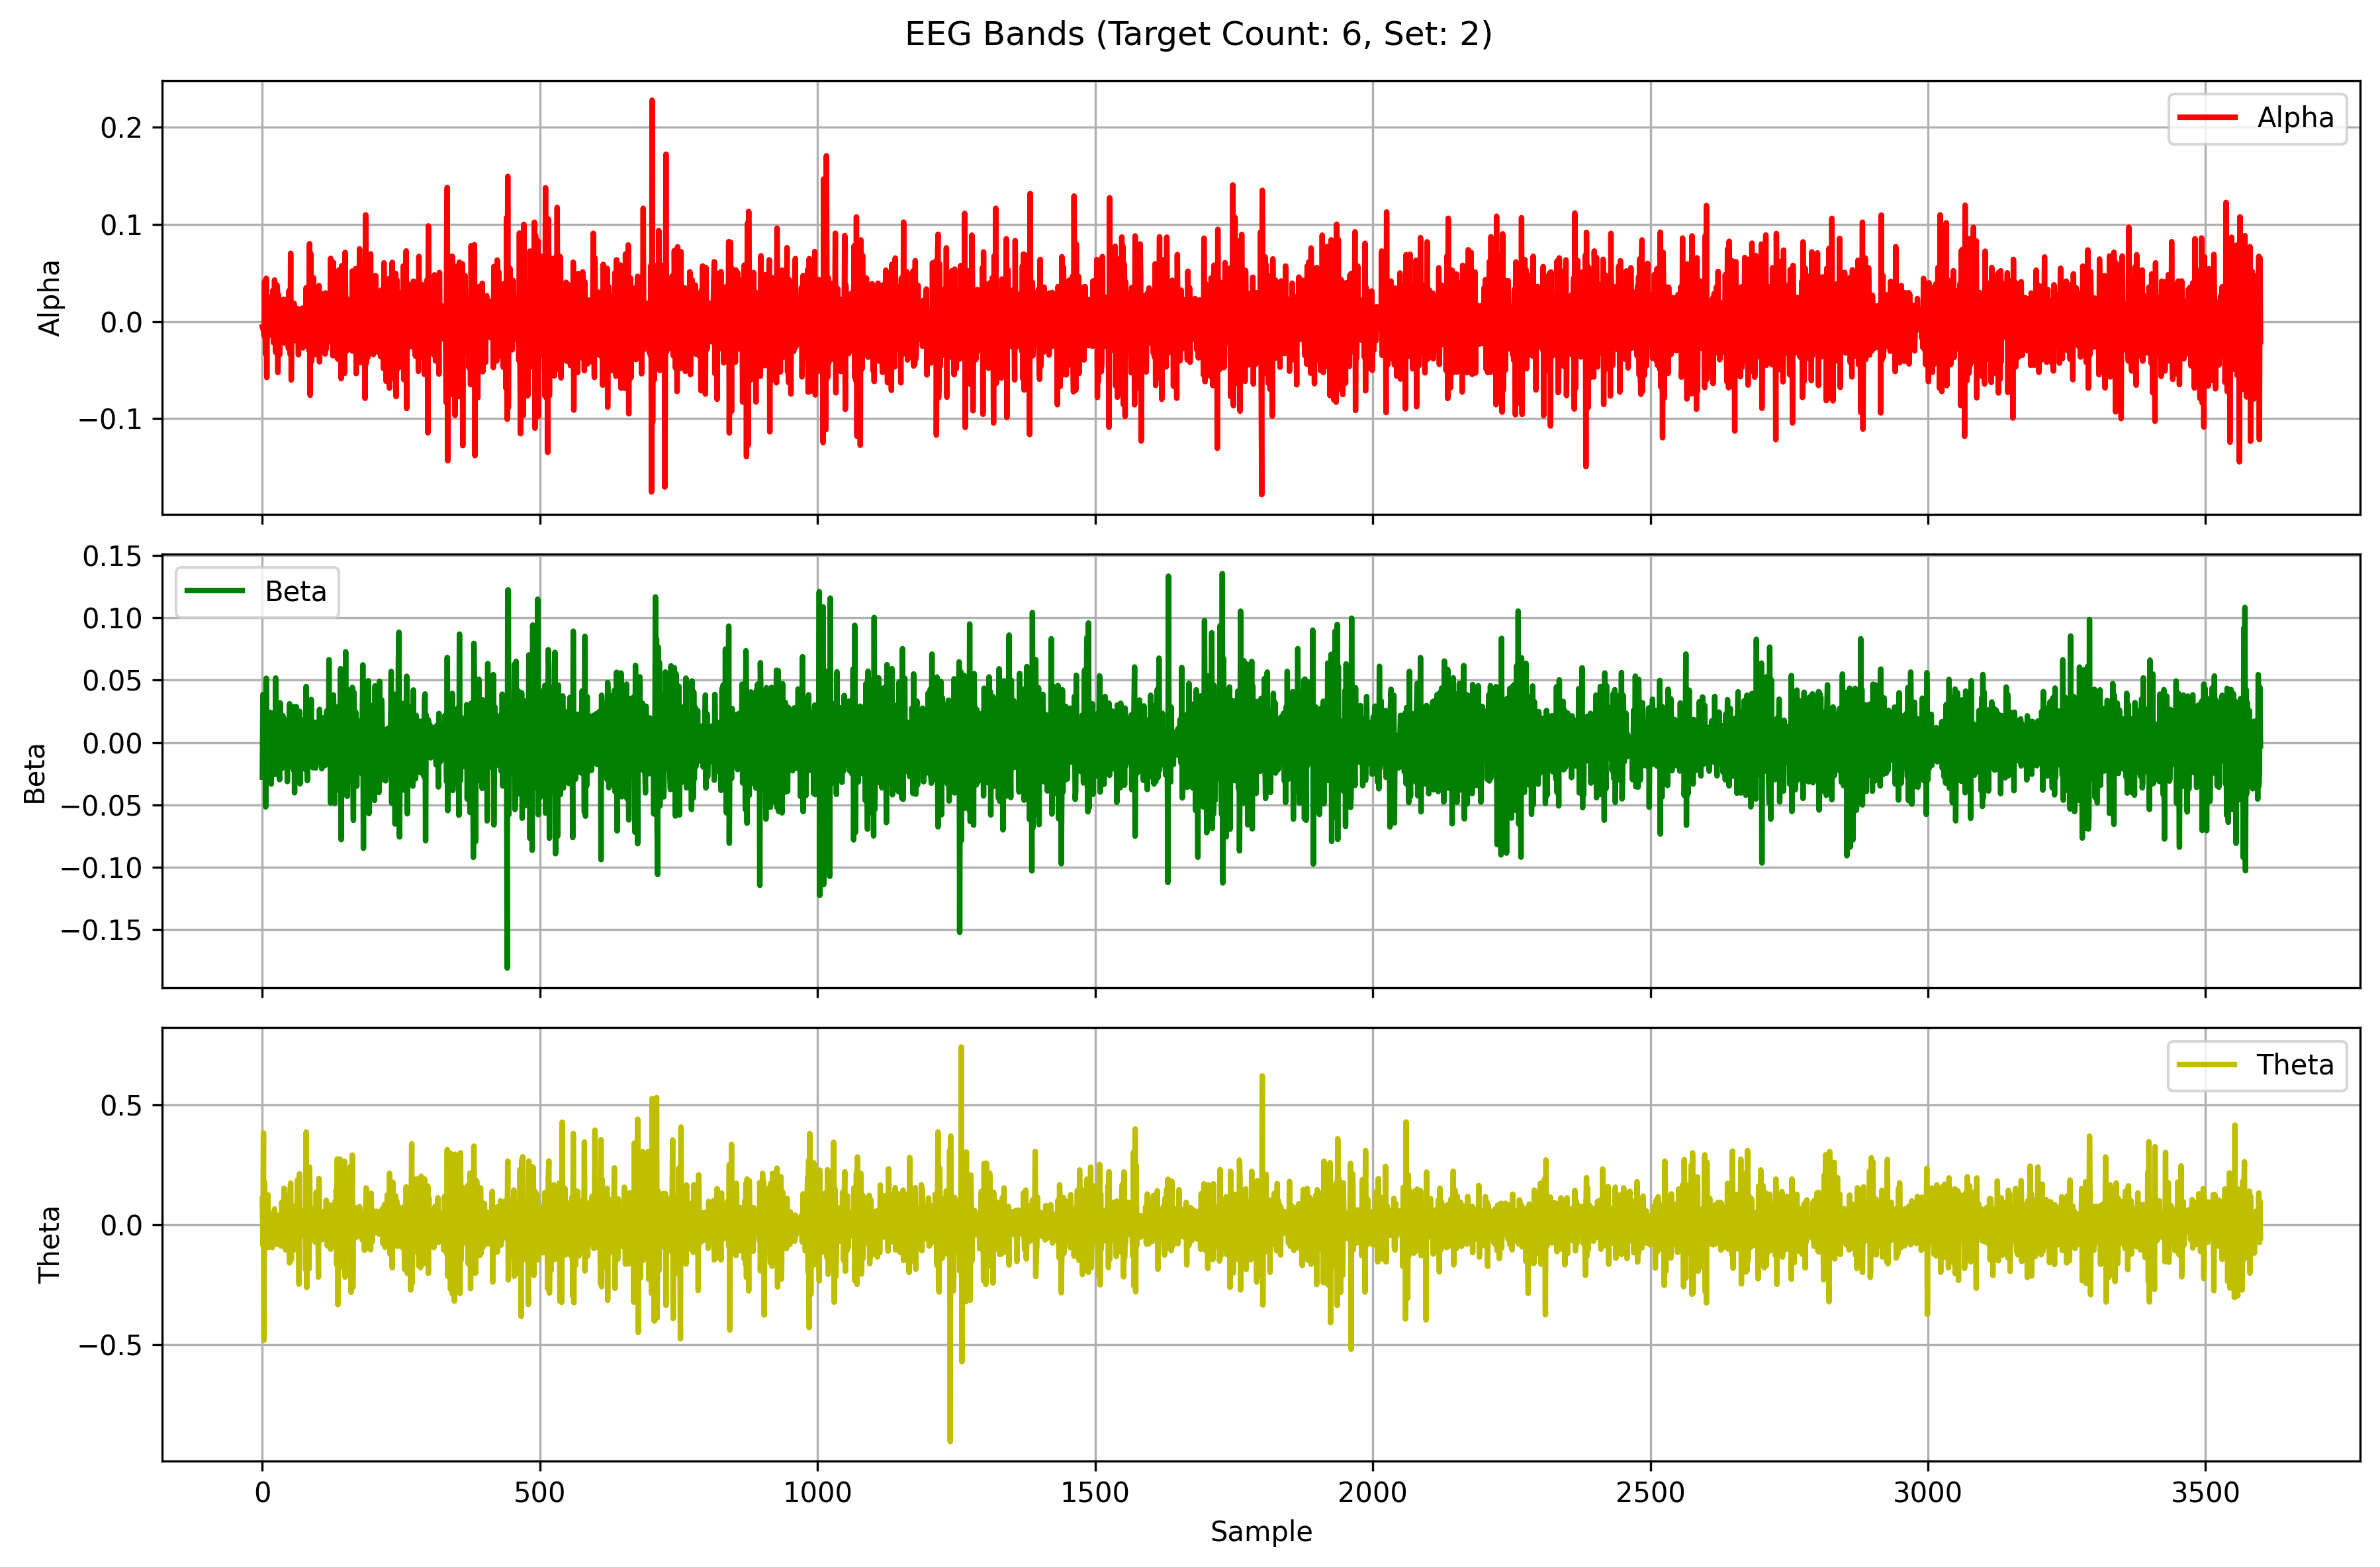 EEG Bands (Target Count: 6, Set: 2)
0.2
0.1
0.0
−0.1
Alpha
Alpha
0.15
0.10
0.05
0.00
−0.05
−0.10
−0.15
Beta
Beta
0.5
0.0
−0.5
Theta
Theta
0 500 1000 1500 2000 2500 3000 3500
Sample